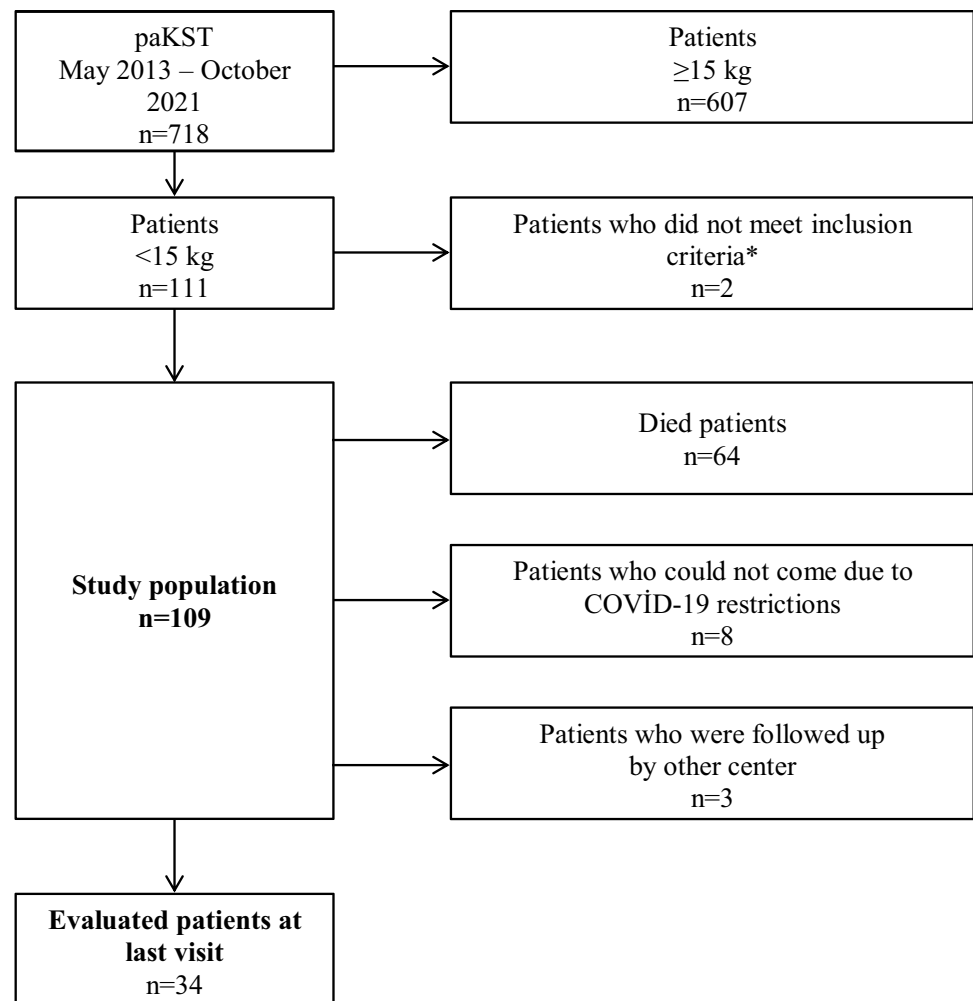 paKST
May 2013 – October
2021
n=718
Patients
≥15 kg
n=607
Patients
<15 kg
n=111
Patients who did not meet inclusion
criteria*
n=2
Study population
n=109
Died patients
n=64
Patients who could not come due to
COVİD-19 restrictions
n=8
Patients who were followed up
by other center
n=3
Evaluated patients at
last visit
n=34